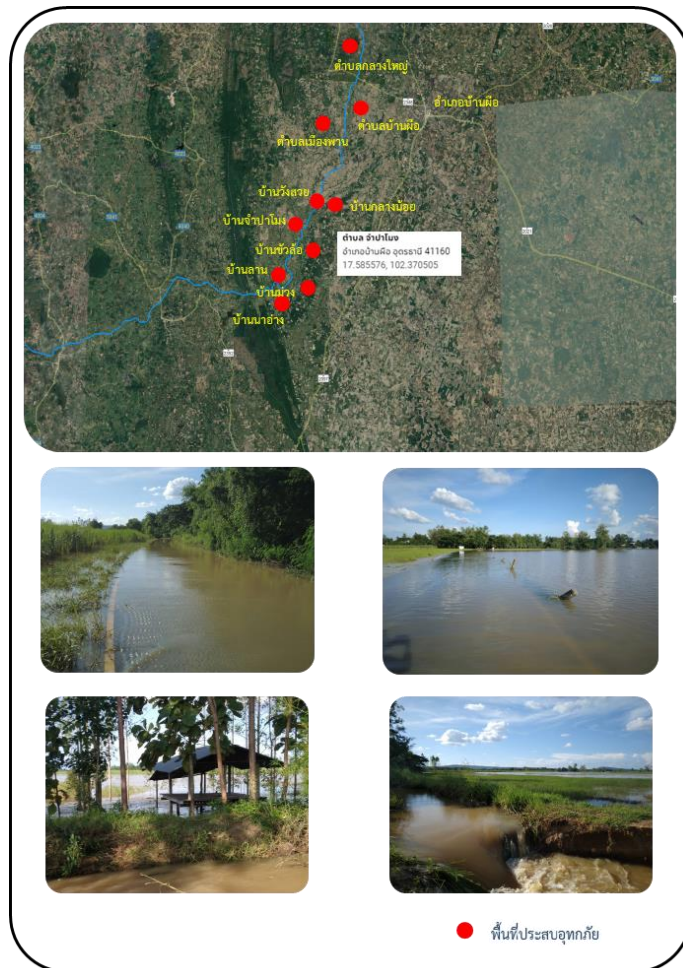 ตำบลกลางใหญ่
อำเภอบ้านผือ
ตำบลบ้านผือ
ตำบลเมืองพาน
บ้านวังสวย
บ้านกลางน้อย
บ้านจำปาโมง
ตำบล จำปาโมง
อำเภอบ้านผือ อุดรธานี 41160
17.585576, 102.370505
บ้านขัวล้อ
บ้านลาน
บ้านม่วง
บ้านนาอ่าง
พื้นที่ประสบอุทกภัย